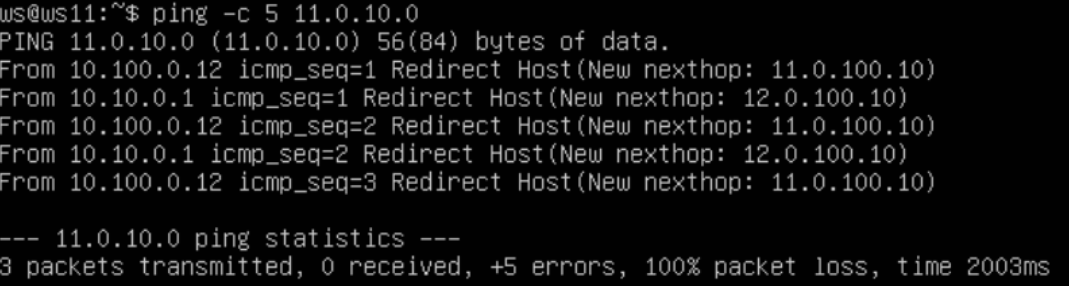 ws@ws11:~$ ping -c 5 11.0.10.0
PING 11.0.10.0 (11.0.10.0) 56(84) bytes of data.
From 10.100.0.12 icmp_seq=1 Redirect Host(New nexthop: 11.0.100.10)
From 10.10.0.1 icmp_seq=1 Redirect Host(New nexthop: 12.0.100.10)
From 10.100.0.12 icmp_seq=2 Redirect Host(New nexthop: 11.0.100.10)
From 10.10.0.1 icmp_seq=2 Redirect Host(New nexthop: 12.0.100.10)
From 10.100.0.12 icmp_seq=3 Redirect Host(New nexthop: 11.0.100.10)
--- 11.0.10.0 ping statistics ---
3 packets transmitted, 0 received, +5 errors, 100% packet loss, time 2003ms